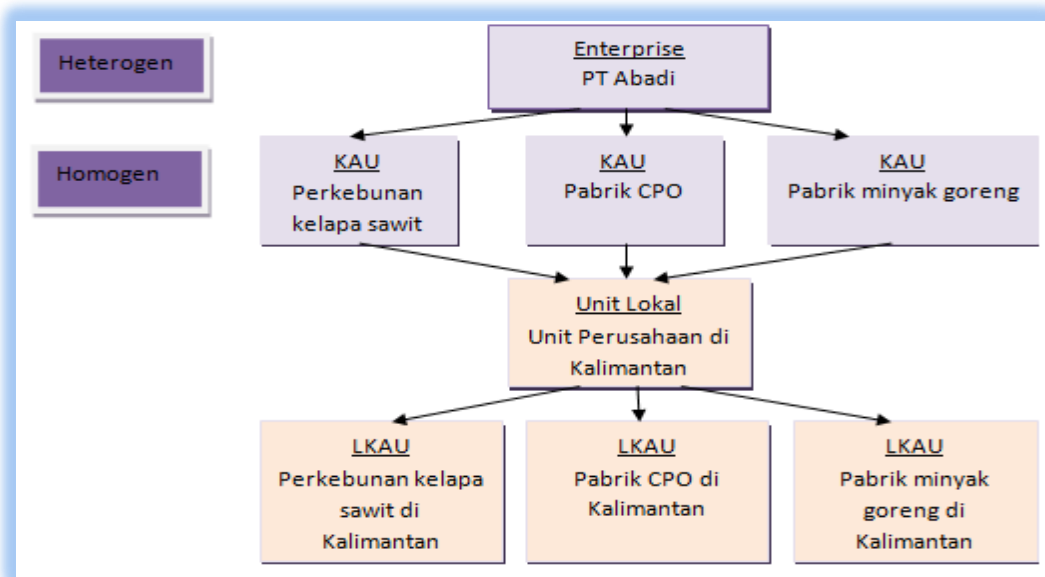 Heterogen
Enterprise
PT Abadi
Homogen
KAU
Perkebunan
kelapa sawit
KAU
Pabrik CPO
KAU
Pabrik minyak goreng
Unit Lokal
Unit Perusahaan di
Kalimantan
LKAU
Perkebunan kelapa
sawit di
Kalimantan
LKAU
Pabrik CPO di
Kalimantan
LKAU
Pabrik minyak
goreng di
Kalimantan